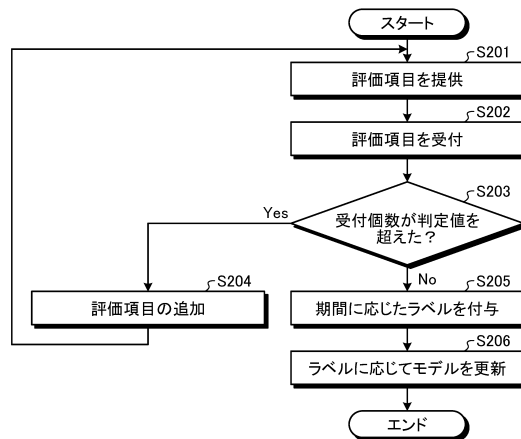 スタート
S201
評価項目を提供
S202
評価項目を受付
S203
受付個数が判定値を
超えた?
Yes
No
S204
評価項目の追加
S205
期間に応じたラベルを付与
S206
ラベルに応じてモデルを更新
エンド